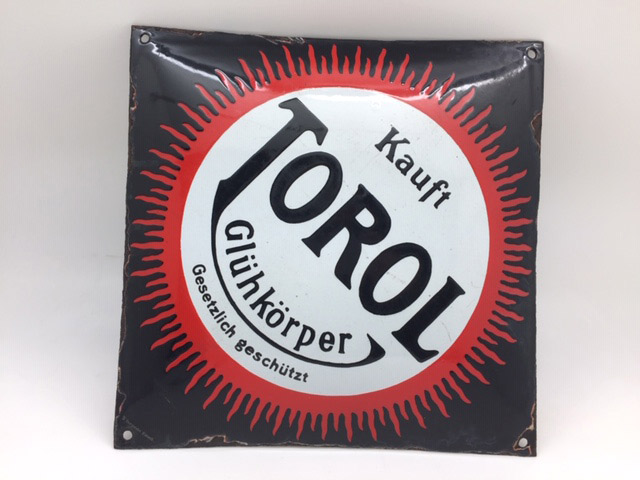 Kauft
TOROL
Glühkörper
Gesetzlich geschützt